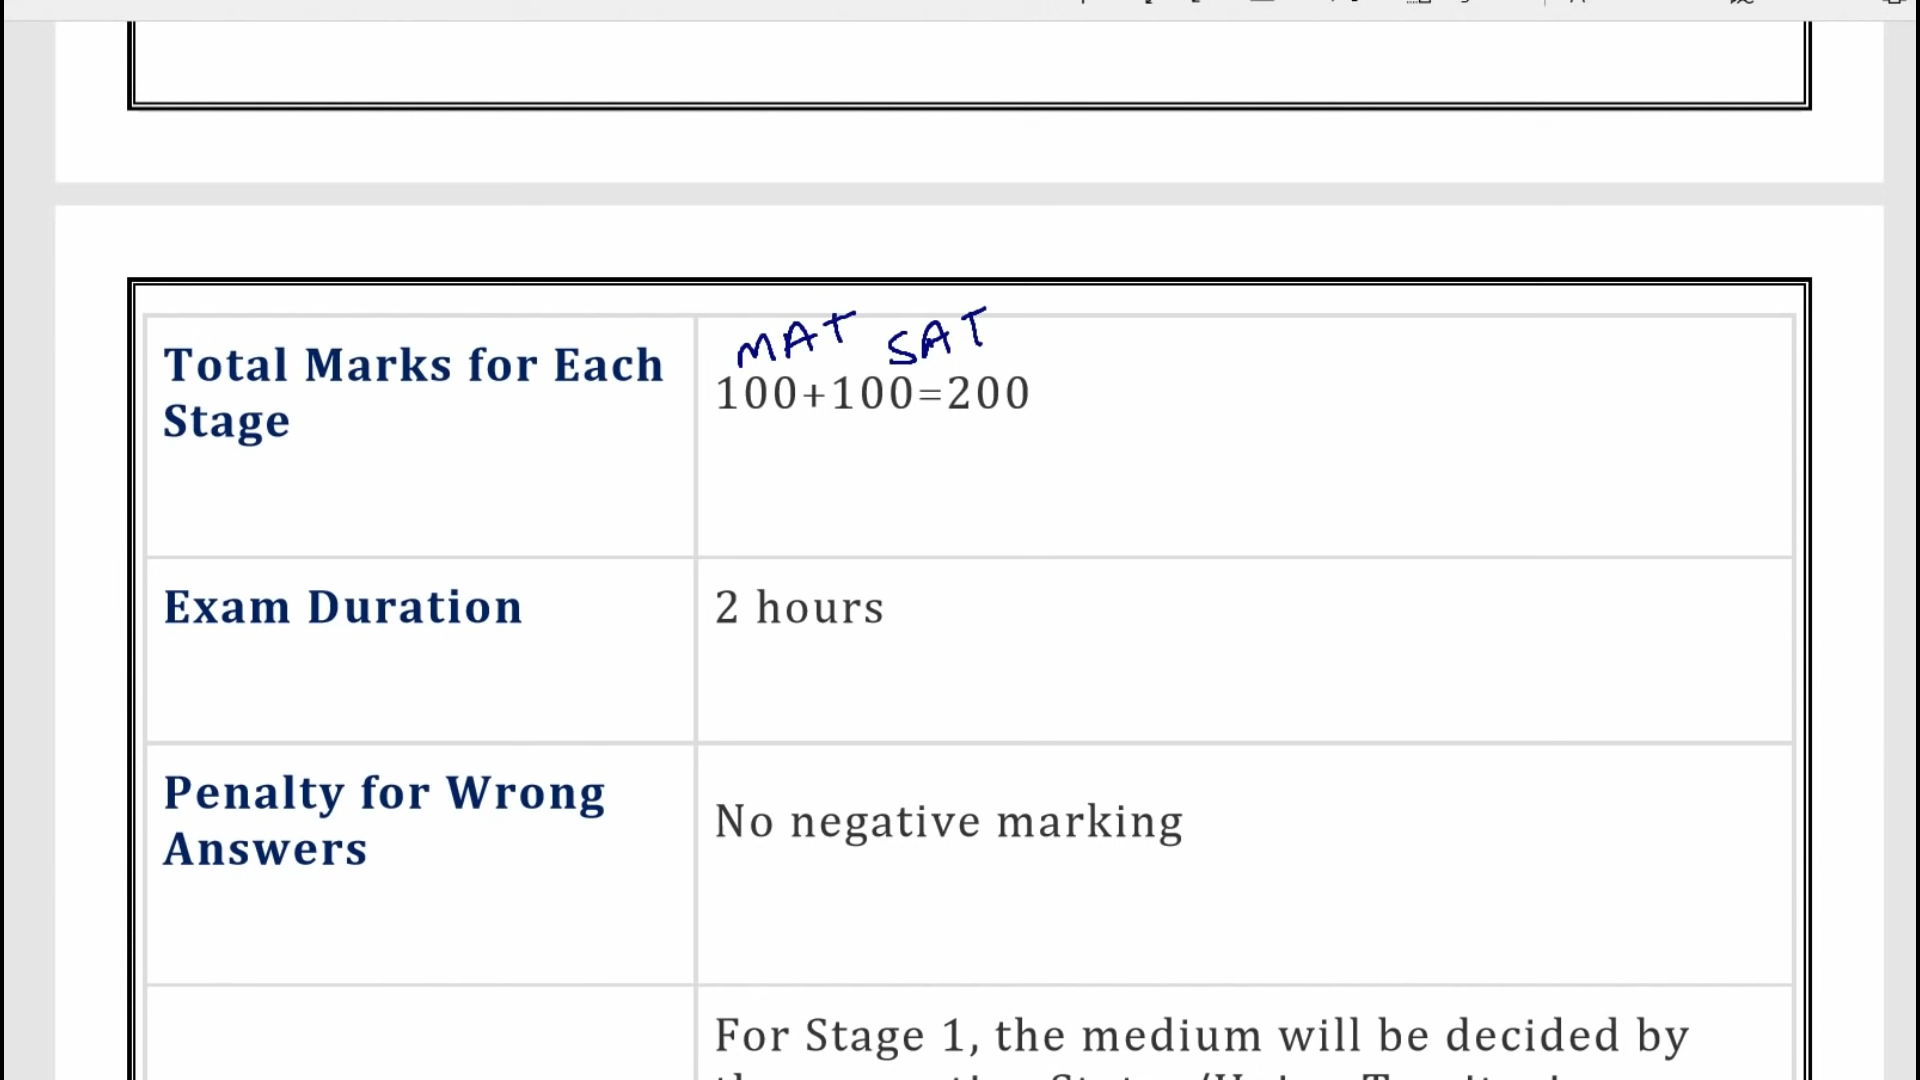 MAT SAT
Total Marks for Each
Stage
100+100=200
Exam Duration
2 hours
Penalty for Wrong
Answers
No negative marking
For Stage 1, the medium will be decided by